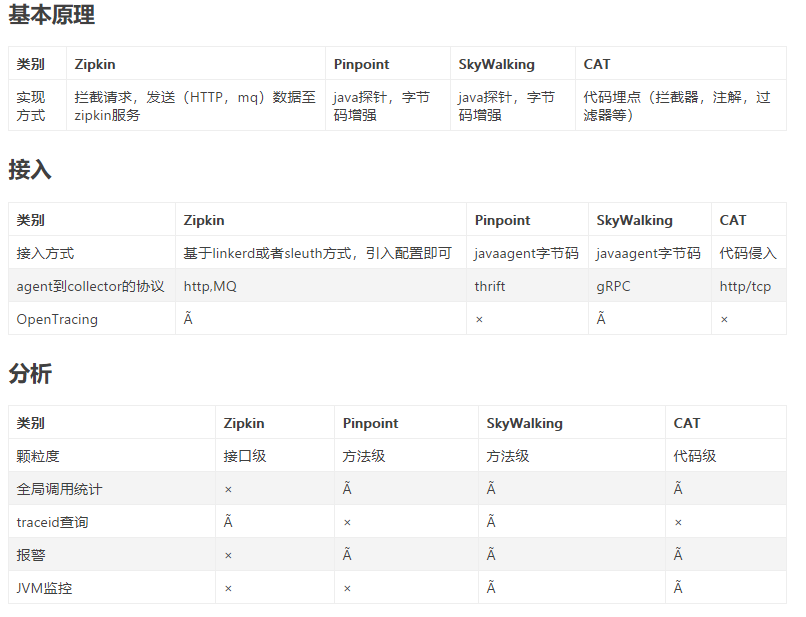 基本原理
类别 Zipkin Pinpoint SkyWalking CAT
实现方式 拦截请求，发送（HTTP，mq）数据至zipkin服务 java探针，字节码增强 java探针，字节码增强 代码埋点（拦截器，注解，过滤器等）
接入
类别 Zipkin Pinpoint SkyWalking CAT
接入方式 基于linkerd或者sleuth方式，引入配置即可 javaagent字节码 javaagent字节码 代码侵入
agent到collector的协议 http,MQ thrift gRPC http/tcp
OpenTracing Ã × Ã ×
分析
类别 Zipkin Pinpoint SkyWalking CAT
颗粒度 接口级 方法级 方法级 代码级
全局调用统计 × Ã Ã Ã
traceid查询 Ã × Ã ×
报警 × Ã Ã Ã
JVM监控 × × Ã Ã